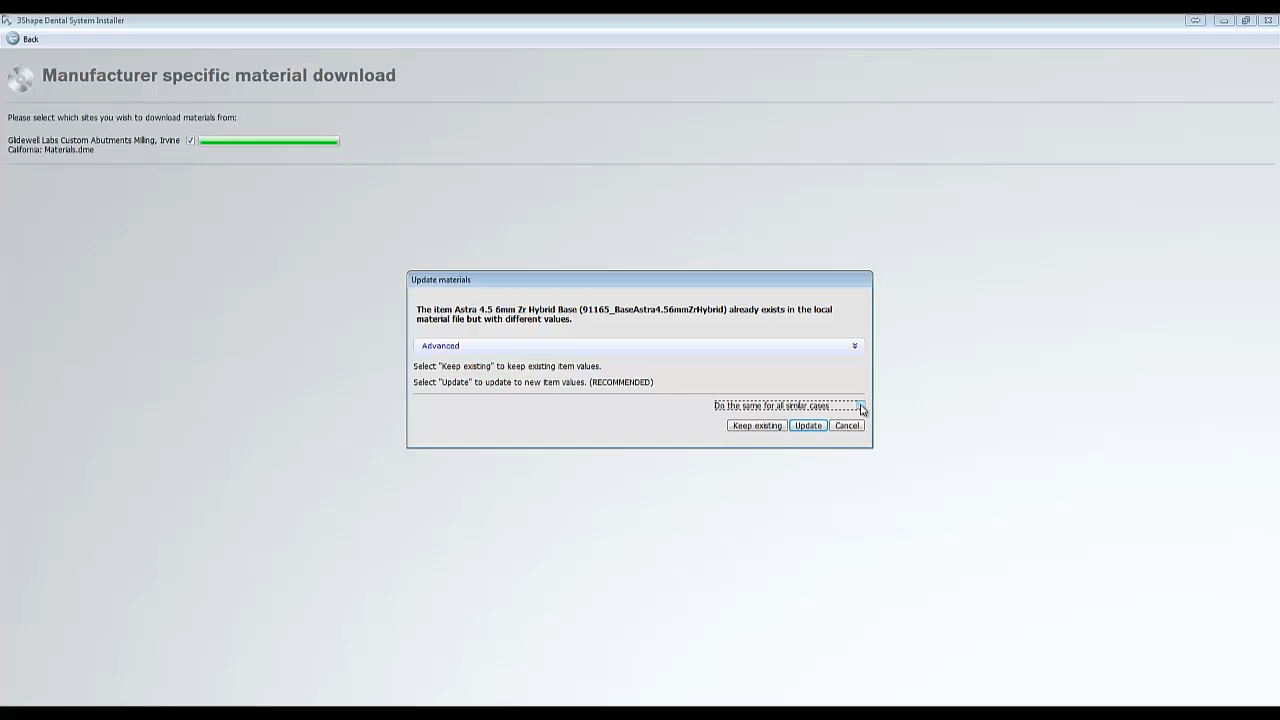 3Shape Dental System Installer
Back
Manufacturer specific material download
Please select which sites you wish to download materials from:
Glidewell Labs Custom Abutments Milling, Irvine
California: Materials.dme
Update materials
The item Astra 4.5 6mm Zr Hybrid Base (91165_BaseAstra4.56mmZrHybrid) already exists in the local
material file but with different values.
Advanced
Select "Keep existing" to keep existing item values.
Select "Update" to update to new item values. (RECOMMENDED)
Do the same for all similar cases
Keep existing Update Cancel